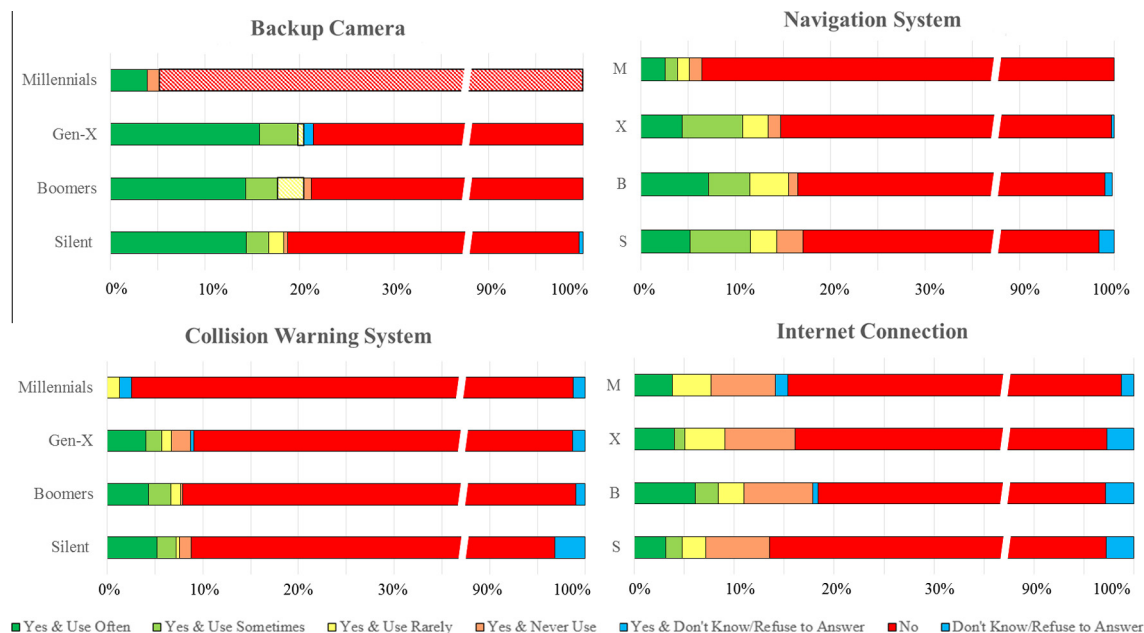 Backup Camera
Millennials
Gen-X
Boomers
Silent
0% 10% 20% 30% 90% 100%
Navigation System
M
X
B
S
0% 10% 20% 30% 90% 100%
Collision Warning System
Millennials
Gen-X
Boomers
Silent
0% 10% 20% 30% 90% 100%
Internet Connection
M
X
B
S
0% 10% 20% 30% 90% 100%
Yes & Use Often Yes & Use Sometimes Yes & Use Rarely Yes & Never Use Yes & Don't Know/Refuse to Answer No Don't Know/Refuse to Answer